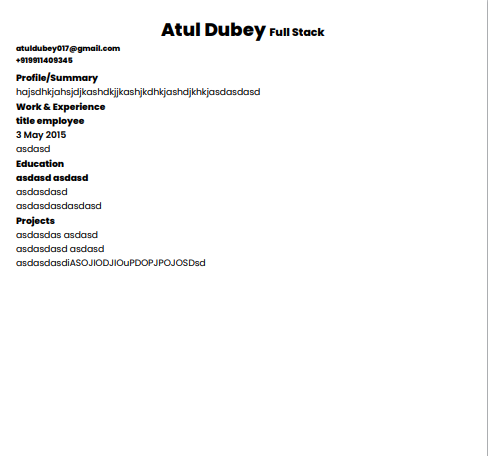 Atul Dubey Full Stack
atuldubey017@gmail.com
+919911409345
Profile/Summary
hajsdhkjahsjdjkashdkjjkashjkdhkjashdjkhkjasdasdasd
Work & Experience
title employee
3 May 2015
asdasd
Education
asdasd asdasd
asdasdasd
asdasdasdasdasd
Projects
asdasdas asdasd
asdasdasd asdasd
asdasdasdiASOJIODJIOuPDOPJPOJOSDsd